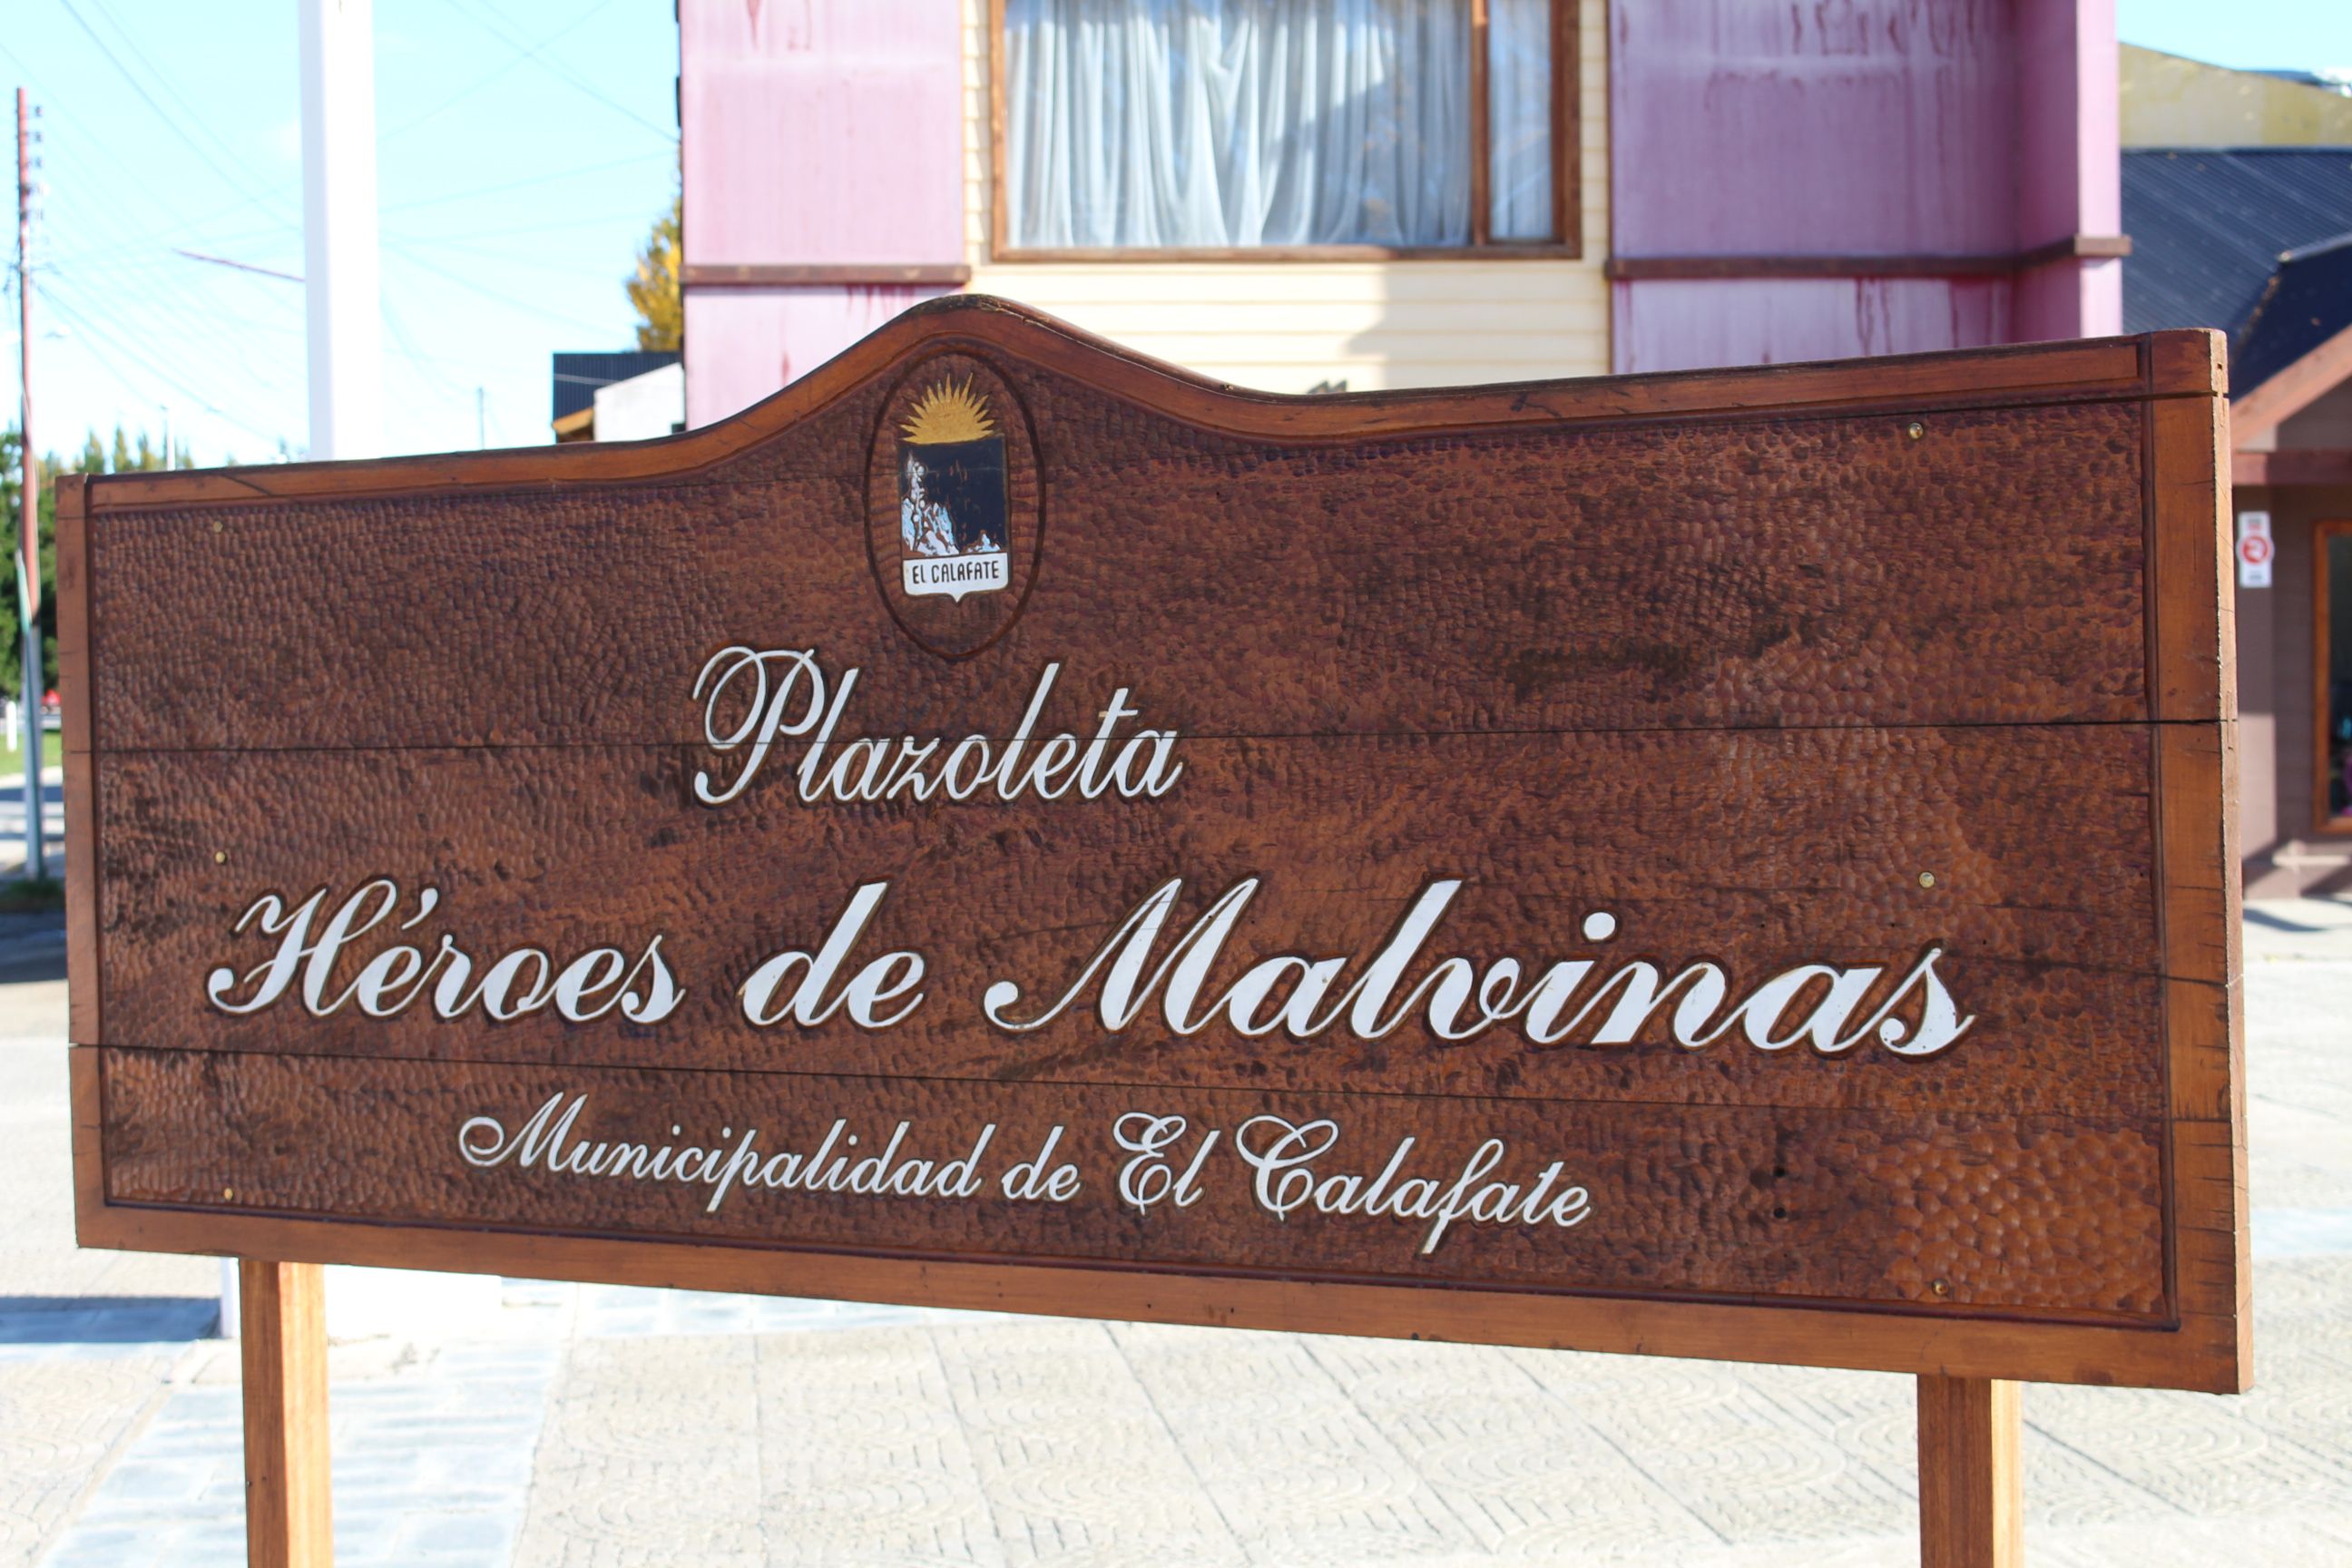 EL CALAFATE
Plazoleta
Héroes de Malvinas
Municipalidad de El Calafate